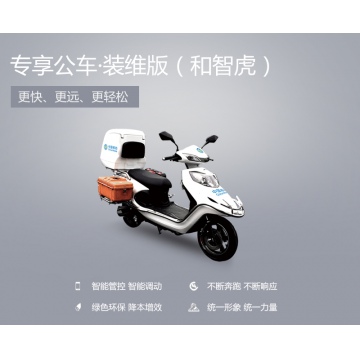 专享公车·装维版（和智虎）
更快、更远、更轻松
智能管控 智能调动
不断奔跑 不断响应
绿色环保 降本增效
统一形象 统一力量